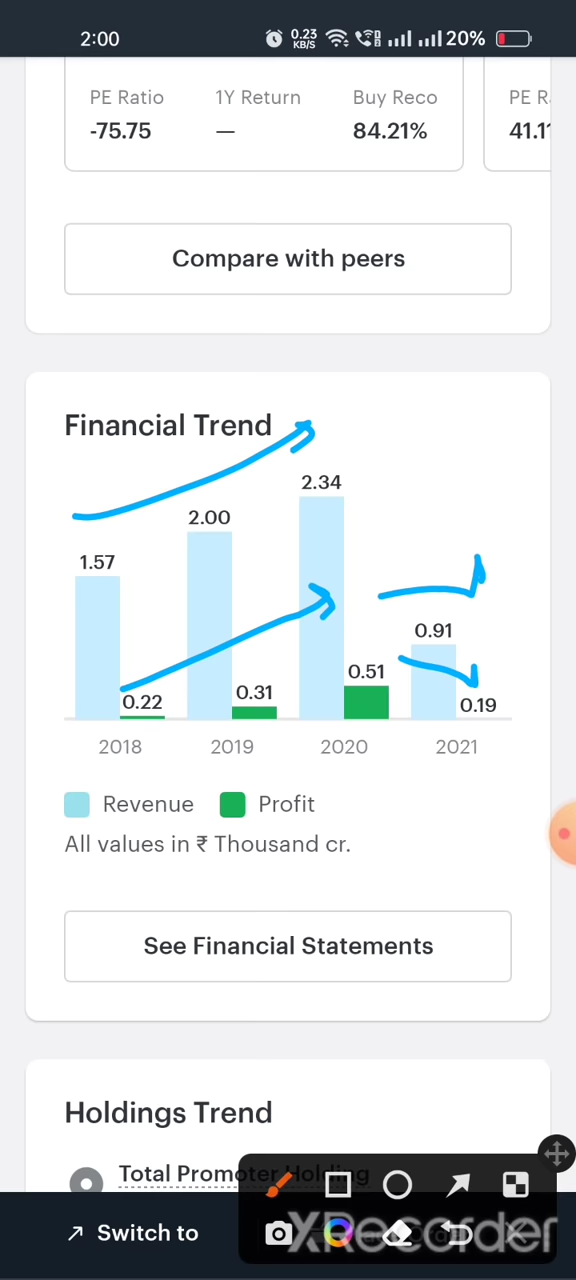 2:00 0.23 KB/S 20%
PE Ratio 1Y Return Buy Reco PE R
-75.75 — 84.21% 41.1
Compare with peers
Financial Trend
2.34
2.00
1.57
0.91
0.51
0.31
0.22 0.19
2018 2019 2020 2021
Revenue Profit
All values in ₹ Thousand cr.
See Financial Statements
Holdings Trend
Total Promoter Holding
Switch to
XRecorder